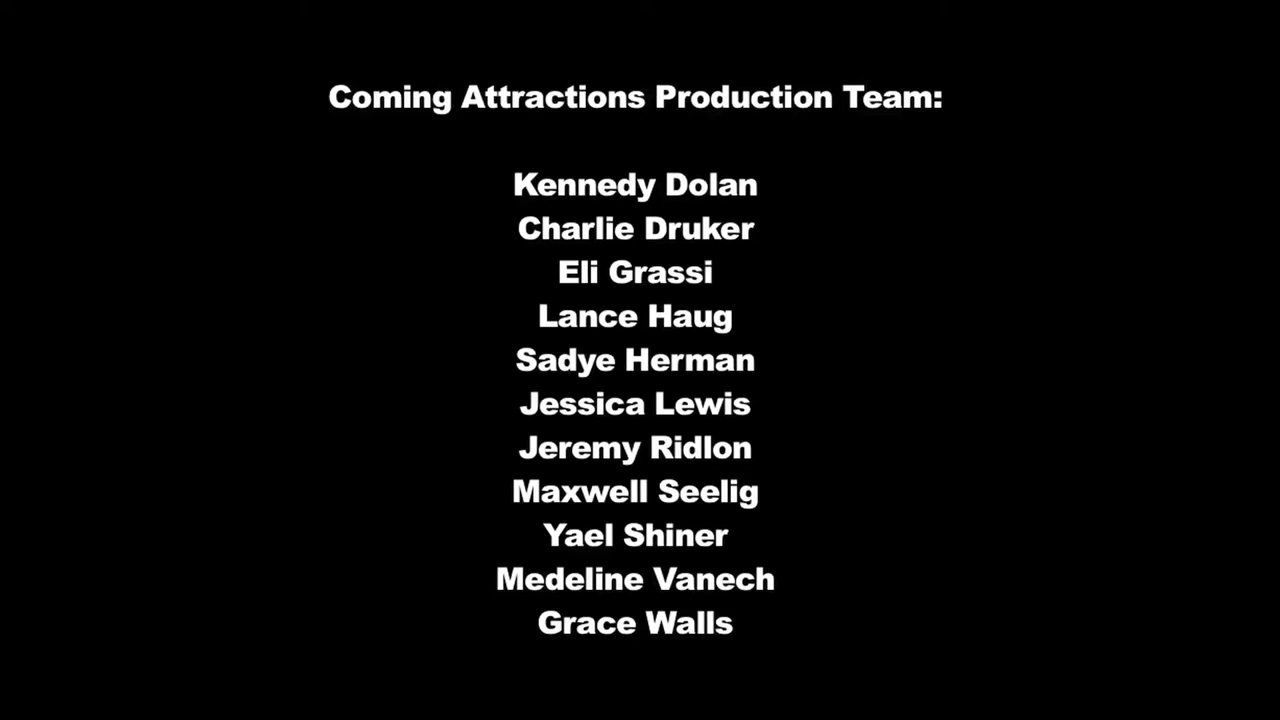 Coming Attractions Production Team:
Kennedy Dolan
Charlie Druker
Eli Grassi
Lance Haug
Sadye Herman
Jessica Lewis
Jeremy Ridlon
Maxwell Seelig
Yael Shiner
Medeline Vanech
Grace Walls